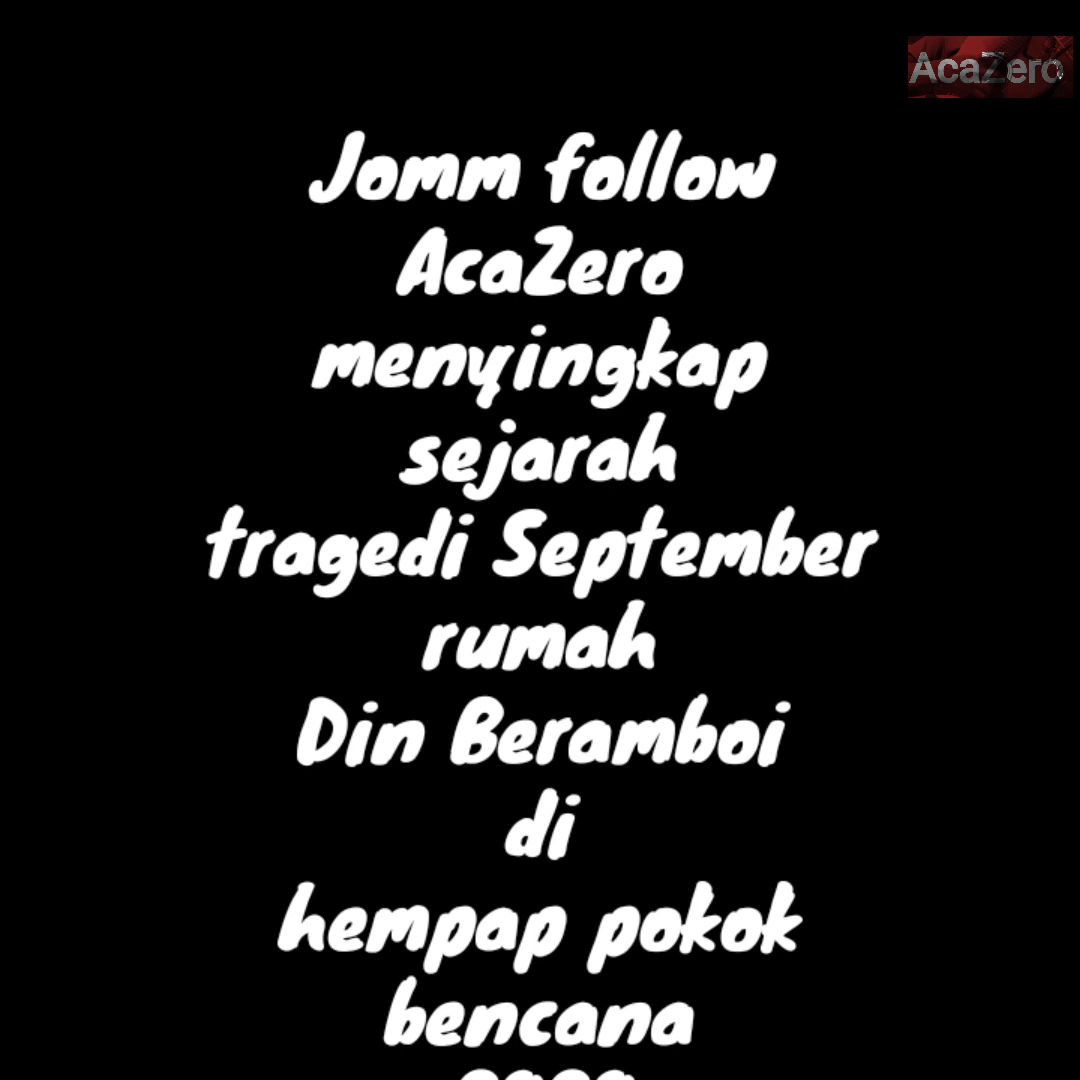 AcaZero
Jomm follow
AcaZero
menyingkap
sejarah
tragedi September
rumah
Din Beramboi
di
hempap pokok
bencana